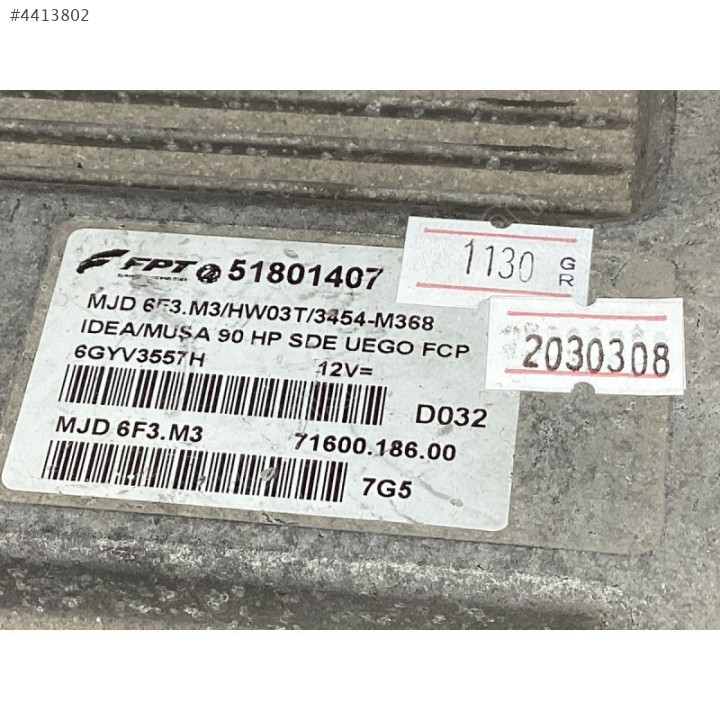 #4413802
FPT 51801407
1130 GR
MJD 6F3.M3/HW03T/3454-M368
IDEA/MUSA 90 HP SDE UEGO FCP
2030308
6GYV3557H 12V=
D032
MJD 6F3.M3 71600.186.00
7G5